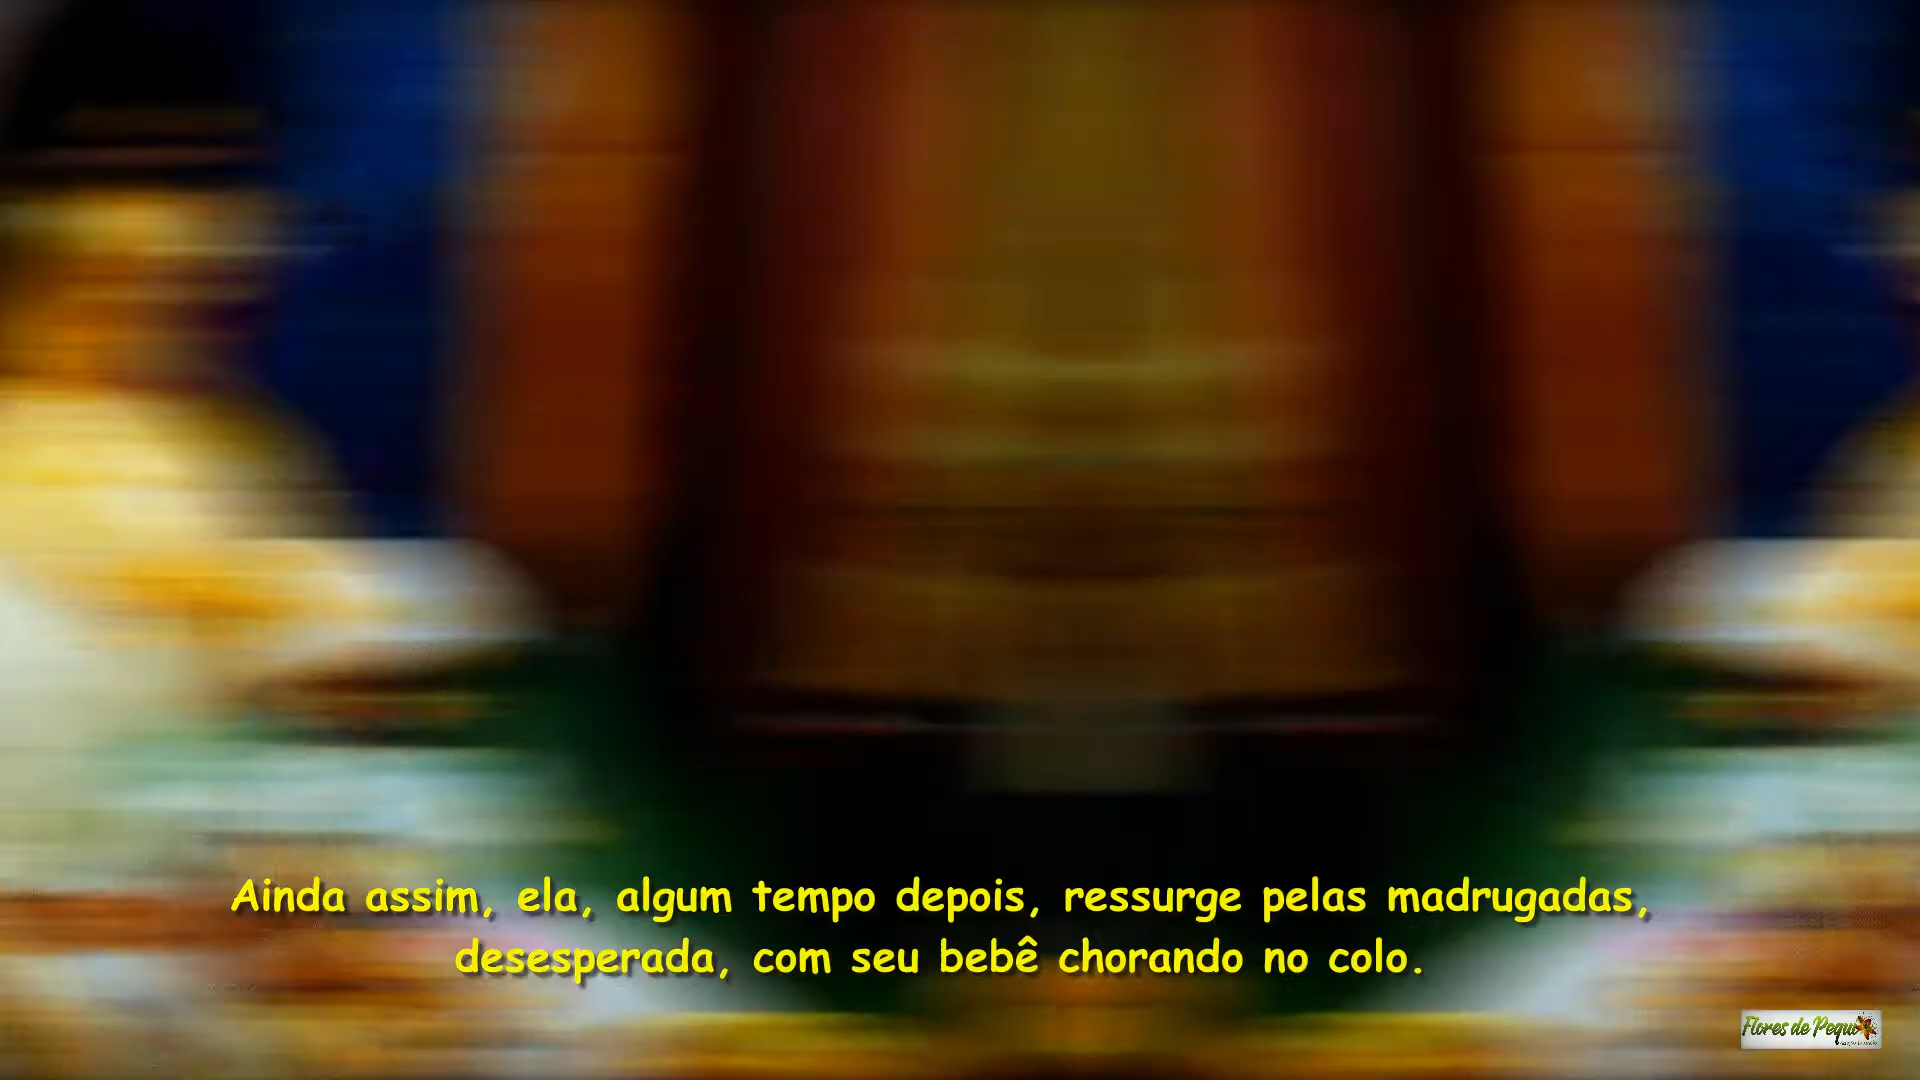 Ainda assim, ela, algum tempo depois, ressurge pelas madrugadas,
desesperada, com seu bebê chorando no colo.
Flores de Pequi